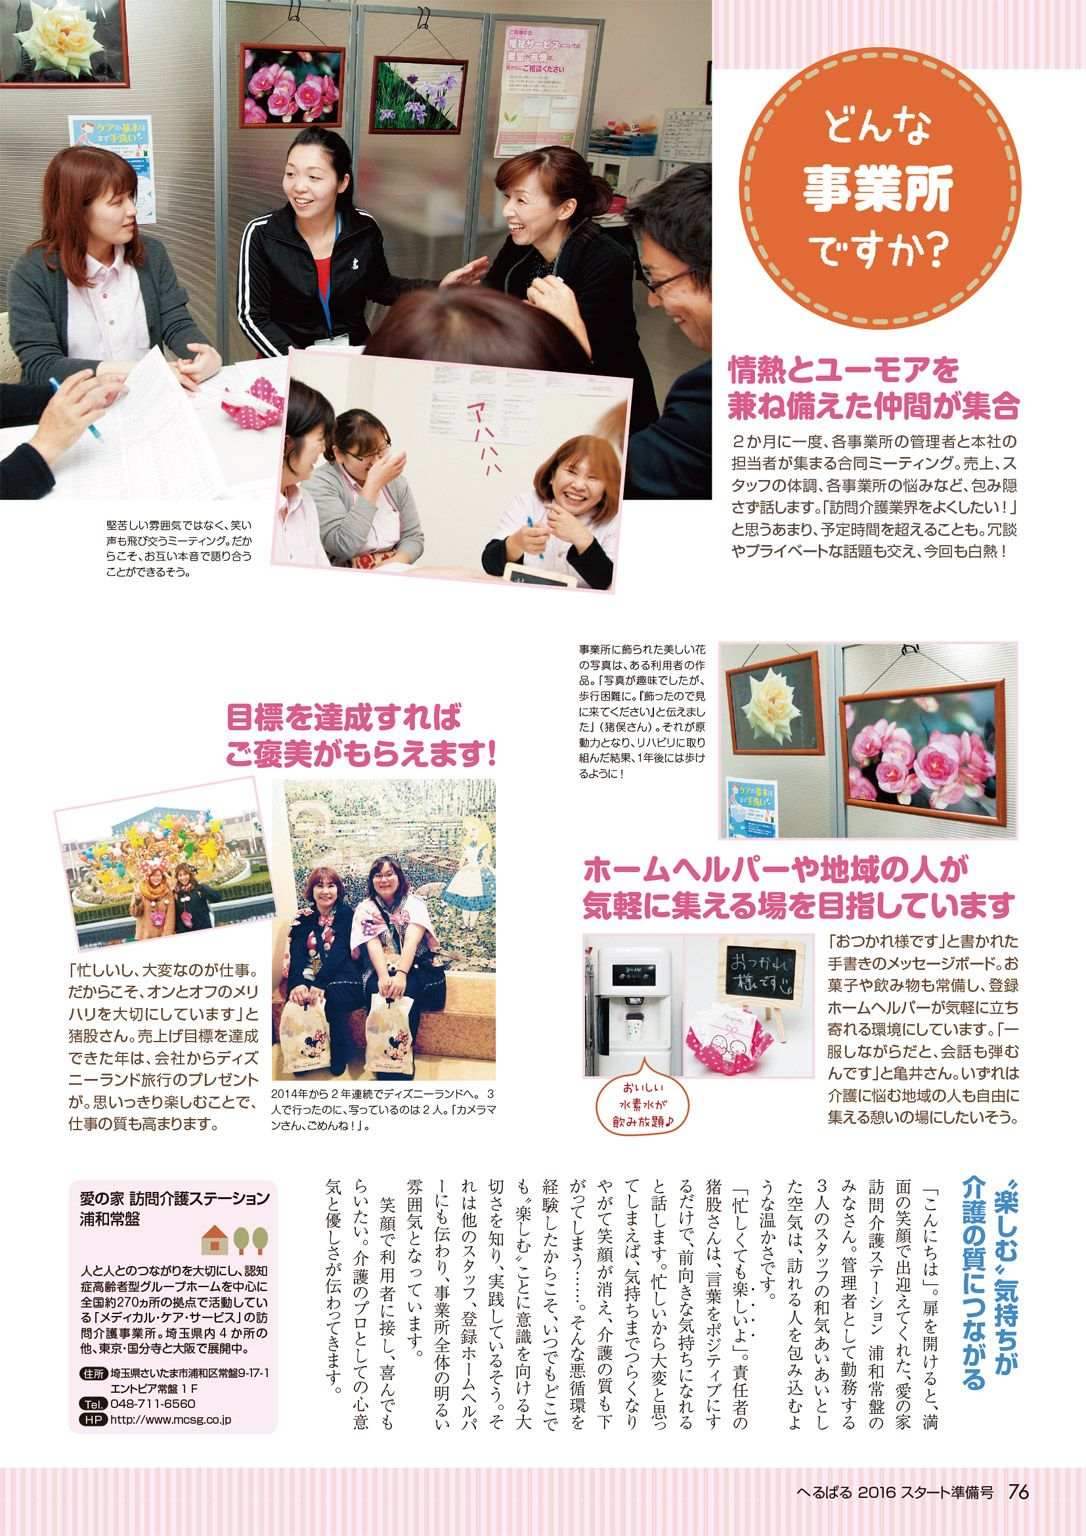 どんな
事業所
ですか?
ご利用中の
福祉サービスについての
要望や苦情は、
ご相談ください
ケアの基本は
まず手洗い
アハハハ
情熱とユーモアを
兼ね備えた仲間が集合
2か月に一度、各事業所の管理者と本社の
担当者が集まる合同ミーティング。売上、ス
タッフの体調、各事業所の悩みなど、包み隠
さず話します。「訪問介護業界をよくしたい!」
と思うあまり、予定時間を超えることも。冗談
やプライベートな話題も交え、今回も白熱!
堅苦しい雰囲気ではなく、笑い
声も飛び交うミーティング。だか
らこそ、お互い本音で語り合う
ことができるそう。
事業所に飾られた美しい花
の写真は、ある利用者の作
品。「写真が趣味でしたが、
歩行困難に。『飾ったので見
に来てください』と伝えまし
た」（猪俣さん）。それが原
動力となり、リハビリに取り
組んだ結果、1年後には歩け
るように!
ケアの基本は
まず手洗い
目標を達成すれば
ご褒美がもらえます!
「忙しいし、大変なのが仕事。
だからこそ、オンとオフのメリ
ハリを大切にしています」と
猪股さん。売上げ目標を達成
できた年は、会社からディズ
ニーランド旅行のプレゼント
が。思いっきり楽しむことで、
仕事の質も高まります。
2014年から2年連続でディズニーランドへ。3
人で行ったのに、写っているのは2人。「カメラマ
ンさん、ごめんね!」。
ホームヘルパーや地域の人が
気軽に集える場を目指しています
おつかれ
様です
おいしい
水素水が
飲み放題♪
「おつかれ様です」と書かれた
手書きのメッセージボード。お
菓子や飲み物も常備し、登録
ホームヘルパーが気軽に立ち
寄れる環境にしています。「一
服しながらだと、会話も弾む
んです」と亀井さん。いずれは
介護に悩む地域の人も自由に
集える憩いの場にしたいそう。
〝楽しむ〟気持ちが
介護の質につながる
「こんにちは」。扉を開けると、満
面の笑顔で出迎えてくれた、愛の家
訪問介護ステーション 浦和常盤の
みなさん。管理者として勤務する
3人のスタッフの和気あいあいとし
た空気は、訪れる人を包み込むよ
うな温かさです。
「忙しくても楽しいよ」。責任者の
猪股さんは、言葉をポジティブにす
るだけで、前向きな気持ちになれる
と話します。忙しいから大変と思っ
てしまえば、気持ちまでつらくなり
やがて笑顔が消え、介護の質も下
がってしまう……。そんな悪循環を
経験したからこそ、いつでもどこで
も〝楽しむ〟ことに意識を向ける大
切さを知り、実践しているそう。そ
れは他のスタッフ、登録ホームヘルパ
ーにも伝わり、事業所全体の明るい
雰囲気となっています。
笑顔で利用者に接し、喜んでも
らいたい。介護のプロとしての心意
気と優しさが伝わってきます。
愛の家 訪問介護ステーション
浦和常盤
人と人とのつながりを大切にし、認知
症高齢者型グループホームを中心に
全国約270ヵ所の拠点で活動してい
る「メディカル・ケア・サービス」の訪
問介護事業所。埼玉県内4か所の
他、東京・国分寺と大阪で展開中。
住所 埼玉県さいたま市浦和区常盤9-17-1
エントピア常盤1F
Tel. 048-711-6560
HP http://www.mcsg.co.jp
へるぱる 2016 スタート準備号 76